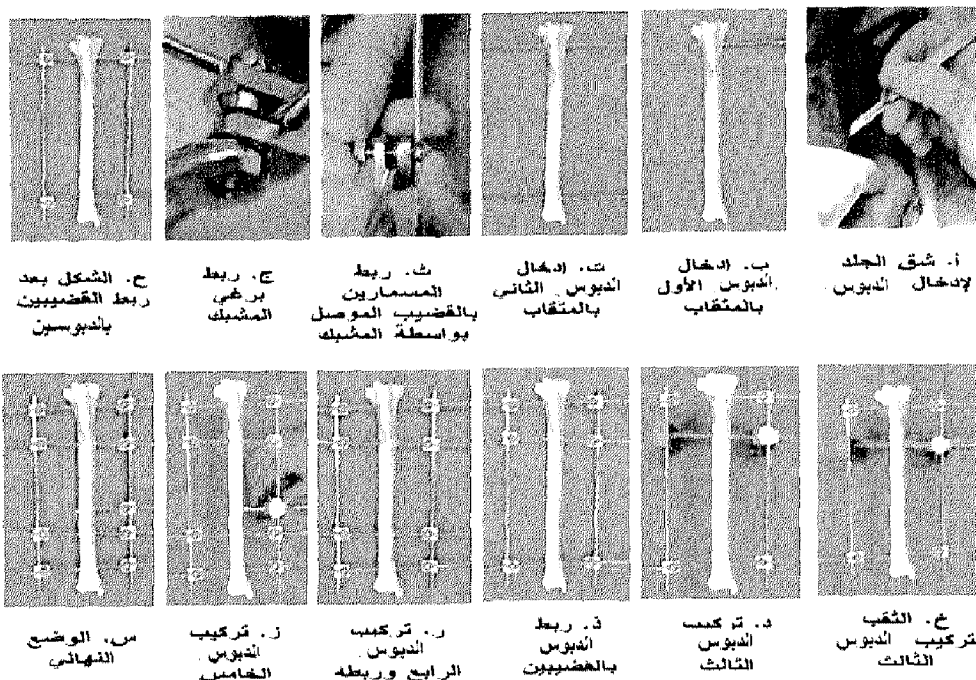 أ. شق الجلد
لإدخال الدبوس
ب. ادخال
الدبوس الأول
بالمثقاب
ت. ادخال
الدبوس الثاني
بالمثقاب
ث. ربط
المسمارين
بالقضيب الموصل
بواسطة المشبك
ج. ربط
برغي
المشبك
ح. الشكل بعد
ربط القضيبين
بالدبوسين
خ. الثقب
لتركيب الدبوس
الثالث
د. تركيب
الدبوس
الثالث
ذ. ربط
الدبوس
بالقضيبين
ر. تركيب
الدبوس
الرابع وربطه
ز. تركيب
الدبوس
الخامس
س. الوضع
النهائي